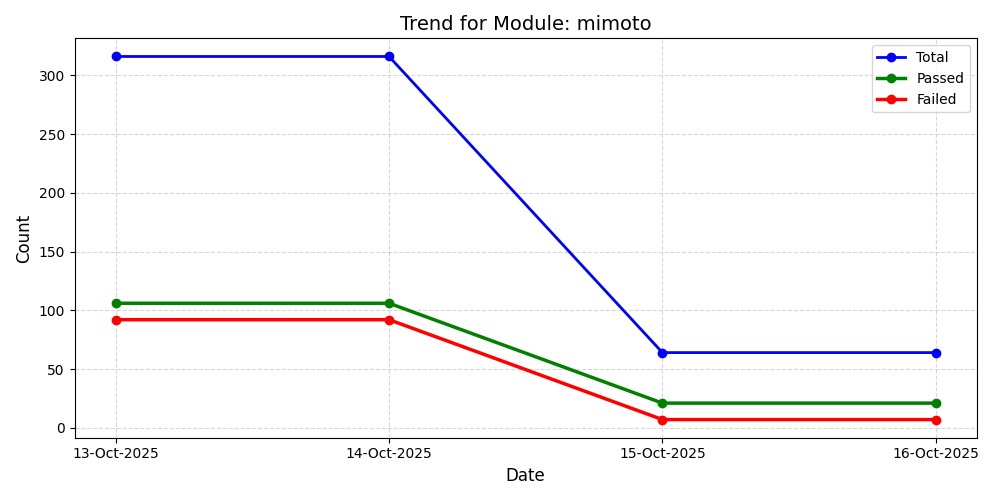 Trend for Module: mimoto
Total
Passed
Failed
Count
300
250
200
150
100
50
0
13-Oct-2025
14-Oct-2025
15-Oct-2025
16-Oct-2025
Date